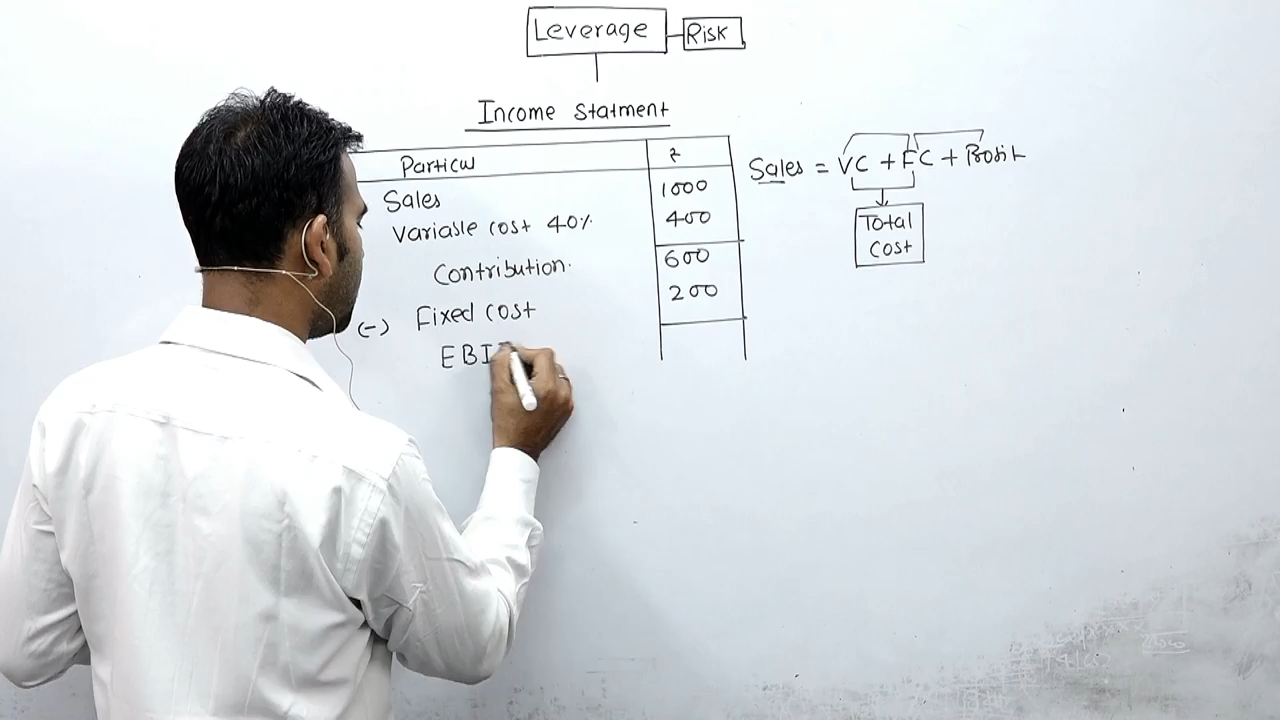 Leverage Risk
Income Statment
Particul ₹
Sales 1000
Variable cost 40% 400
Contribution. 600
(-) Fixed cost 200
EBI
Sales = VC + FC + Profit
Total
Cost